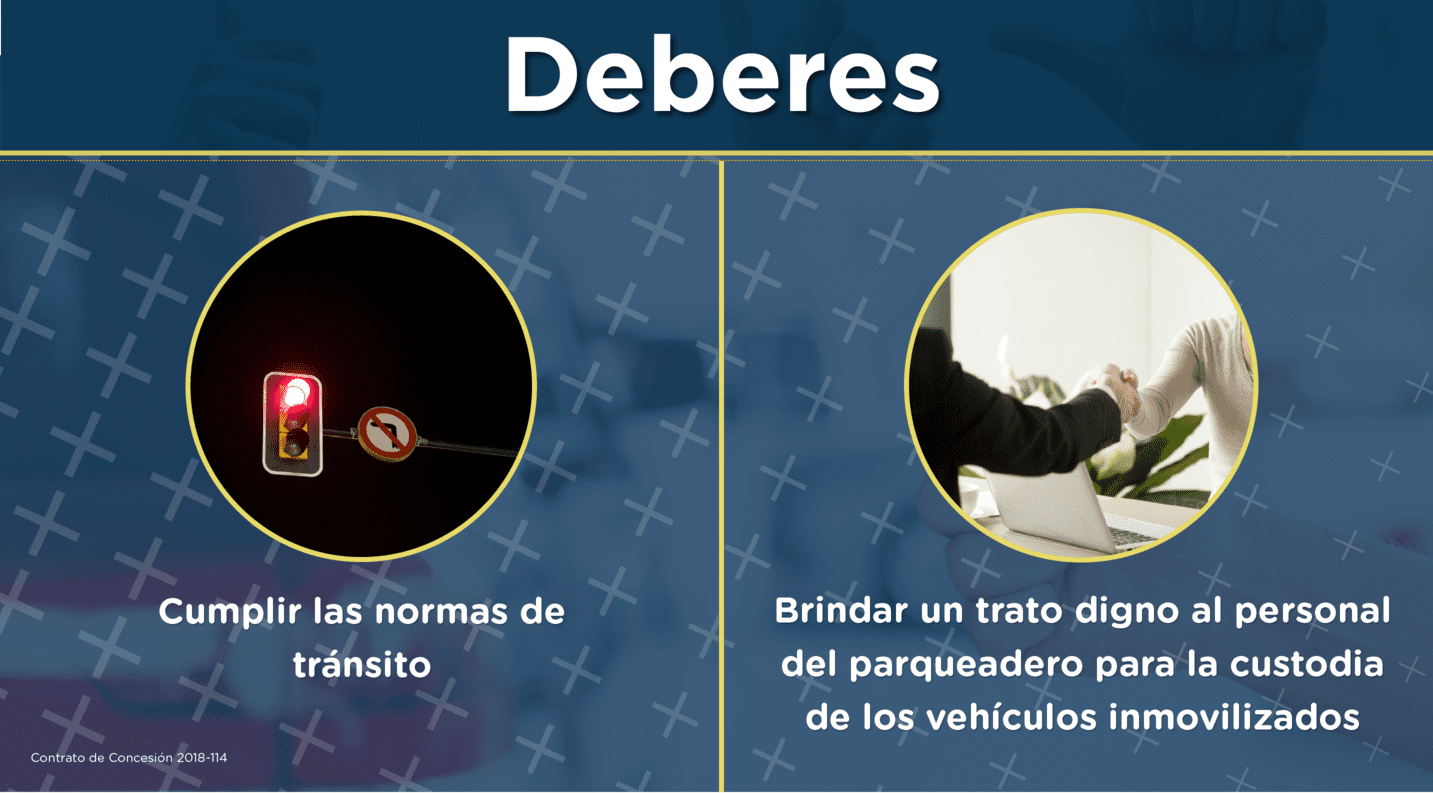 Deberes
Cumplir las normas de
tránsito
Brindar un trato digno al personal
del parqueadero para la custodia
de los vehículos inmovilizados
Contrato de Concesión 2018-114